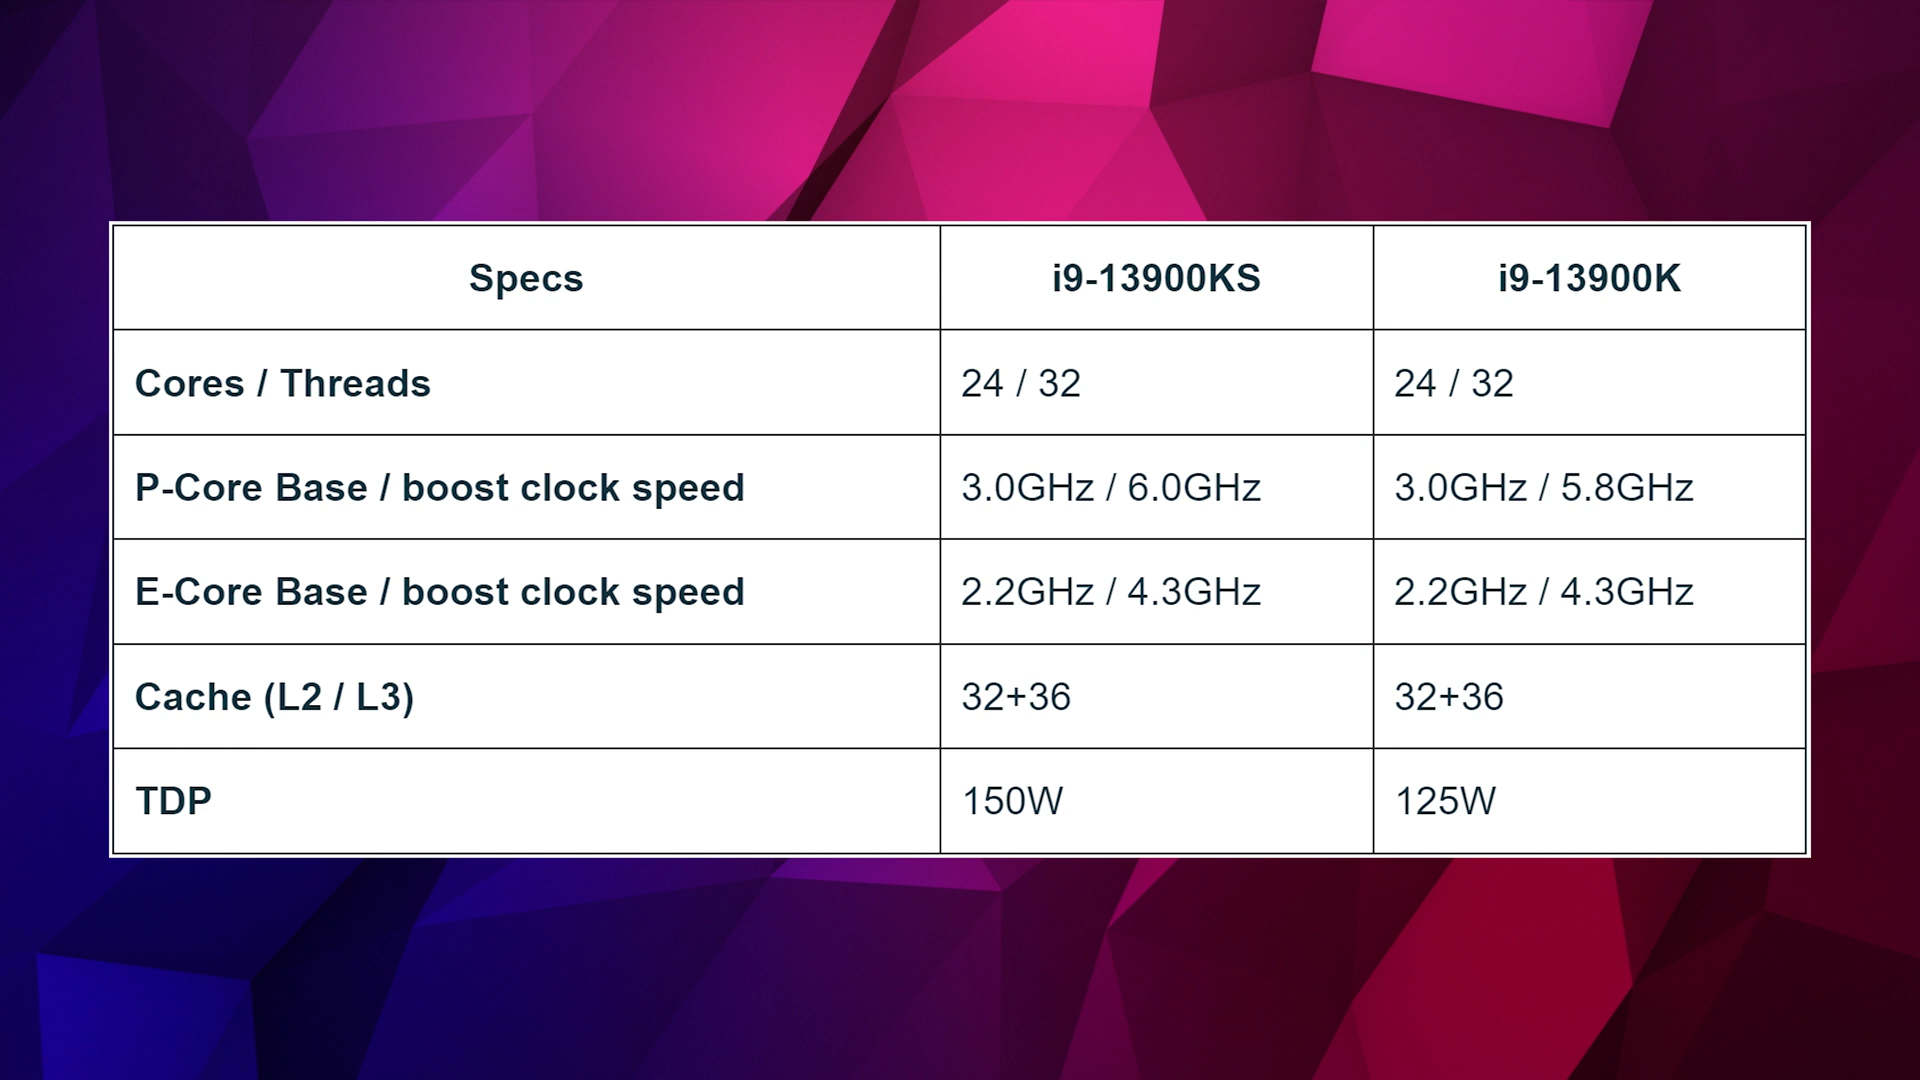 Specs i9-13900KS i9-13900K
Cores / Threads 24 / 32 24 / 32
P-Core Base / boost clock speed 3.0GHz / 6.0GHz 3.0GHz / 5.8GHz
E-Core Base / boost clock speed 2.2GHz / 4.3GHz 2.2GHz / 4.3GHz
Cache (L2 / L3) 32+36 32+36
TDP 150W 125W